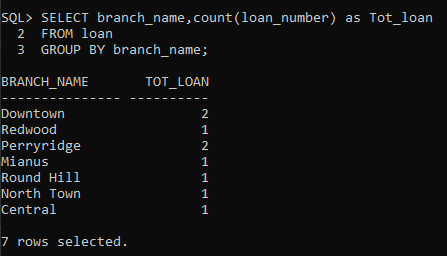 SQL> SELECT branch_name,count(loan_number) as Tot_loan
  2  FROM loan
  3  GROUP BY branch_name;

BRANCH_NAME       TOT_LOAN
--------------- ----------
Downtown                 2
Redwood                  1
Perryridge               2
Mianus                   1
Round Hill               1
North Town               1
Central                  1

7 rows selected.